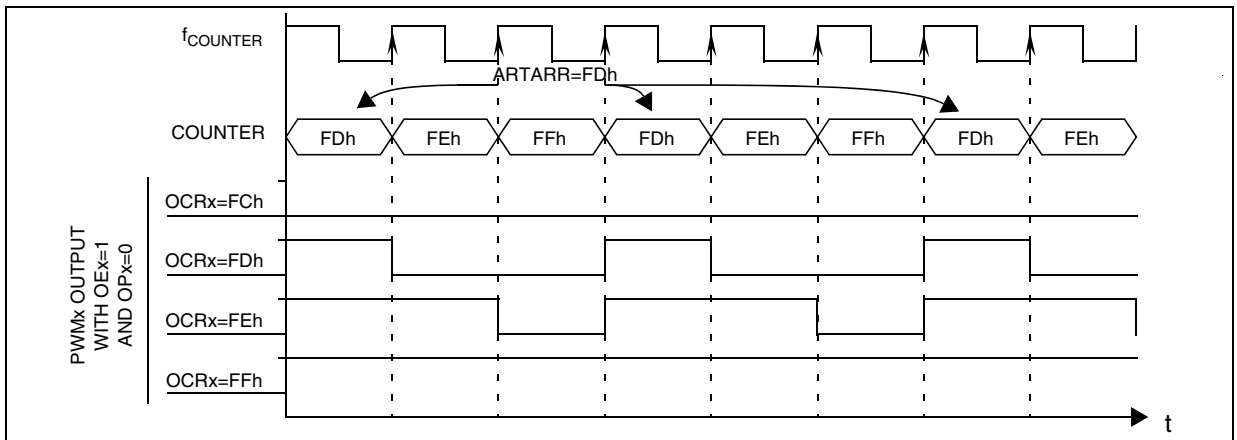 fCOUNTER
ARTARR=FDh
COUNTER
FDh FEh FFh FDh FEh FFh FDh FEh
PWMx OUTPUT
WITH OEx=1
AND OPx=0
OCRx=FCh
OCRx=FDh
OCRx=FEh
OCRx=FFh
t